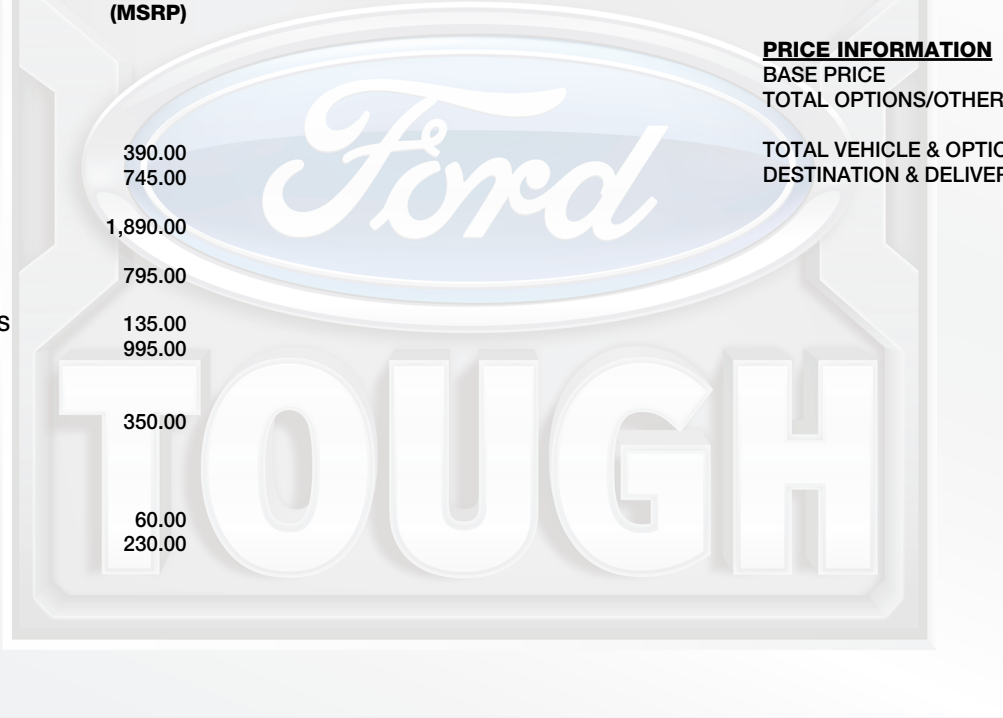 (MSRP)
390.00
745.00
1,890.00
795.00
S 135.00
995.00
350.00
60.00
230.00
PRICE INFORMATION
BASE PRICE
TOTAL OPTIONS/OTHER
TOTAL VEHICLE & OPTIO
DESTINATION & DELIVER
Ford
TOUGH